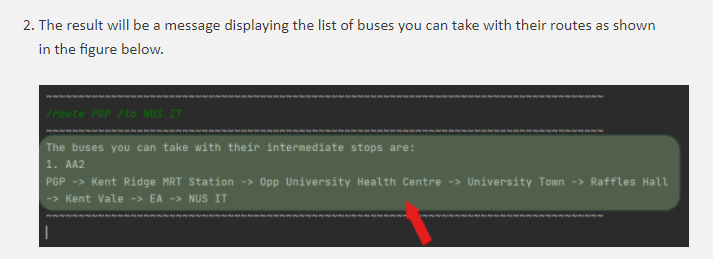 2. The result will be a message displaying the list of buses you can take with their routes as shown
in the figure below.
/route PGP /to NUS IT
The buses you can take with their intermediate stops are:
1. AA2
PGP -> Kent Ridge MRT Station -> Opp University Health Centre -> University Town -> Raffles Hall
-> Kent Vale -> EA -> NUS IT